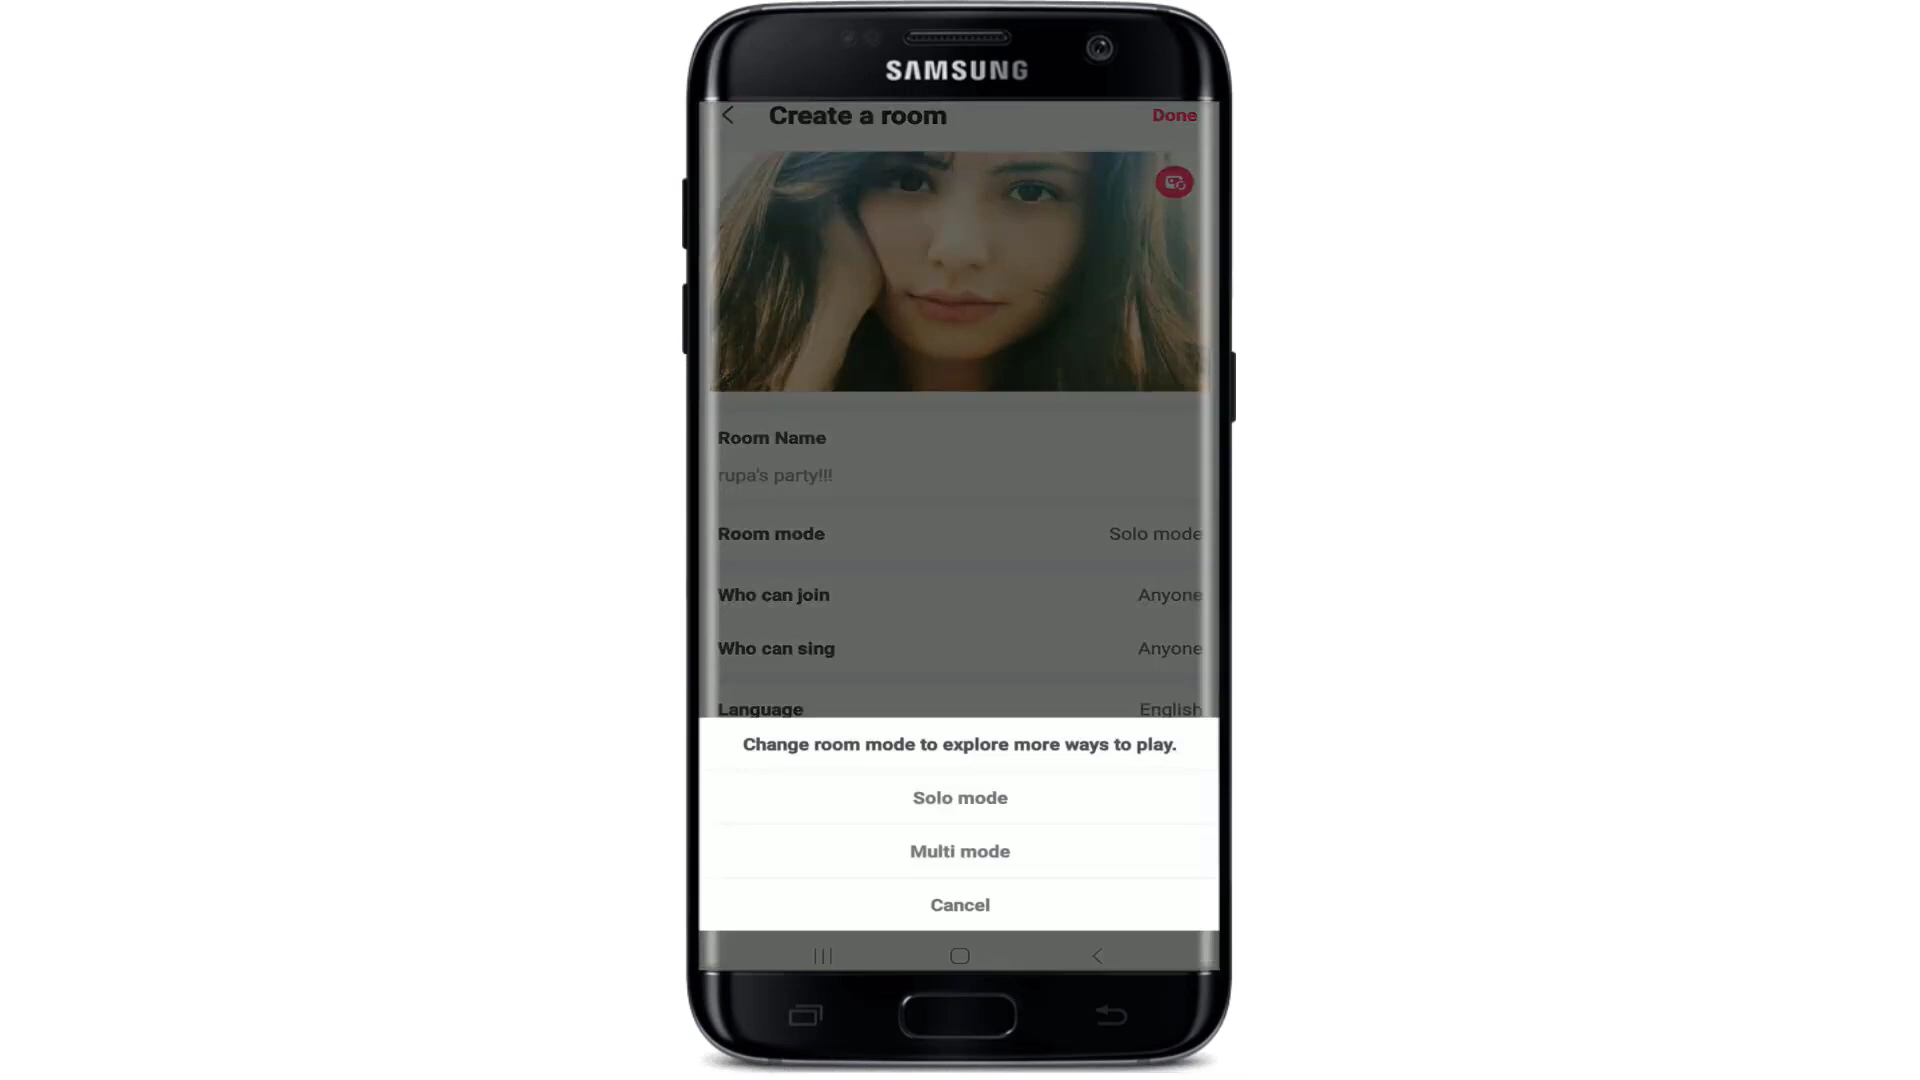 SAMSUNG
Create a room
Done
Room Name
rupa's party!!!
Room mode
Solo mode
Who can join
Anyone
Who can sing
Anyone
Language
English
Change room mode to explore more ways to play.
Solo mode
Multi mode
Cancel